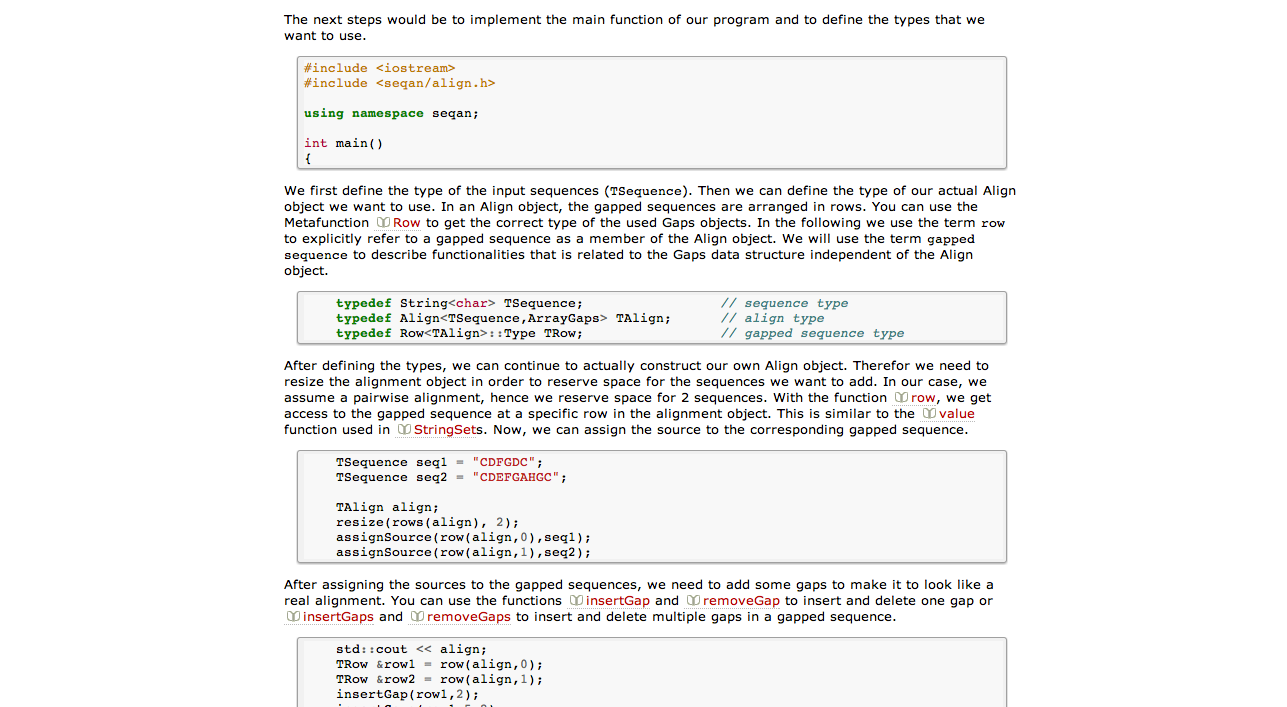 The next steps would be to implement the main function of our program and to define the types that we
want to use.
#include <iostream>
#include <seqan/align.h>
using namespace seqan;
int main()
{
We first define the type of the input sequences (TSequence). Then we can define the type of our actual Align
object we want to use. In an Align object, the gapped sequences are arranged in rows. You can use the
Metafunction Row to get the correct type of the used Gaps objects. In the following we use the term row
to explicitly refer to a gapped sequence as a member of the Align object. We will use the term gapped
sequence to describe functionalities that is related to the Gaps data structure independent of the Align
object.
typedef String<char> TSequence; // sequence type
typedef Align<TSequence,ArrayGaps> TAlign; // align type
typedef Row<TAlign>::Type TRow; // gapped sequence type
After defining the types, we can continue to actually construct our own Align object. Therefor we need to
resize the alignment object in order to reserve space for the sequences we want to add. In our case, we
assume a pairwise alignment, hence we reserve space for 2 sequences. With the function row, we get
access to the gapped sequence at a specific row in the alignment object. This is similar to the value
function used in StringSets. Now, we can assign the source to the corresponding gapped sequence.
TSequence seq1 = "CDFGDC";
TSequence seq2 = "CDEFGAHGC";
TAlign align;
resize(rows(align), 2);
assignSource(row(align,0),seq1);
assignSource(row(align,1),seq2);
After assigning the sources to the gapped sequences, we need to add some gaps to make it to look like a
real alignment. You can use the functions insertGap and removeGap to insert and delete one gap or
insertGaps and removeGaps to insert and delete multiple gaps in a gapped sequence.
std::cout << align;
TRow &row1 = row(align,0);
TRow &row2 = row(align,1);
insertGap(row1,2);